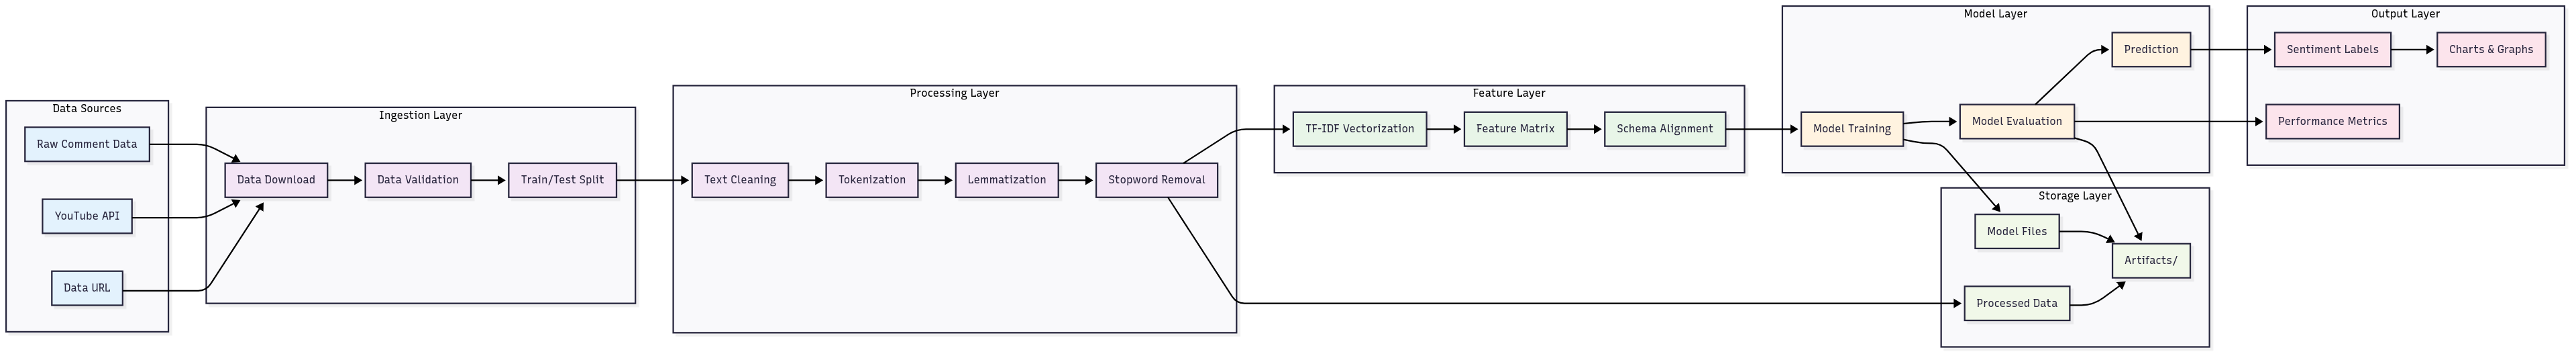 Data Sources
Raw Comment Data
YouTube API
Data URL
Ingestion Layer
Data Download
Data Validation
Train/Test Split
Processing Layer
Text Cleaning
Tokenization
Lemmatization
Stopword Removal
Feature Layer
TF-IDF Vectorization
Feature Matrix
Schema Alignment
Model Layer
Model Training
Model Evaluation
Prediction
Storage Layer
Model Files
Artifacts/
Processed Data
Output Layer
Sentiment Labels
Charts & Graphs
Performance Metrics